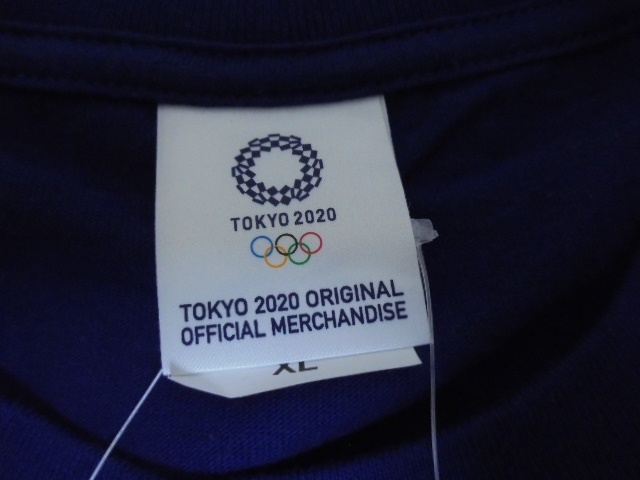 TOKYO 2020
TOKYO 2020 ORIGINAL
OFFICIAL MERCHANDISE
XL